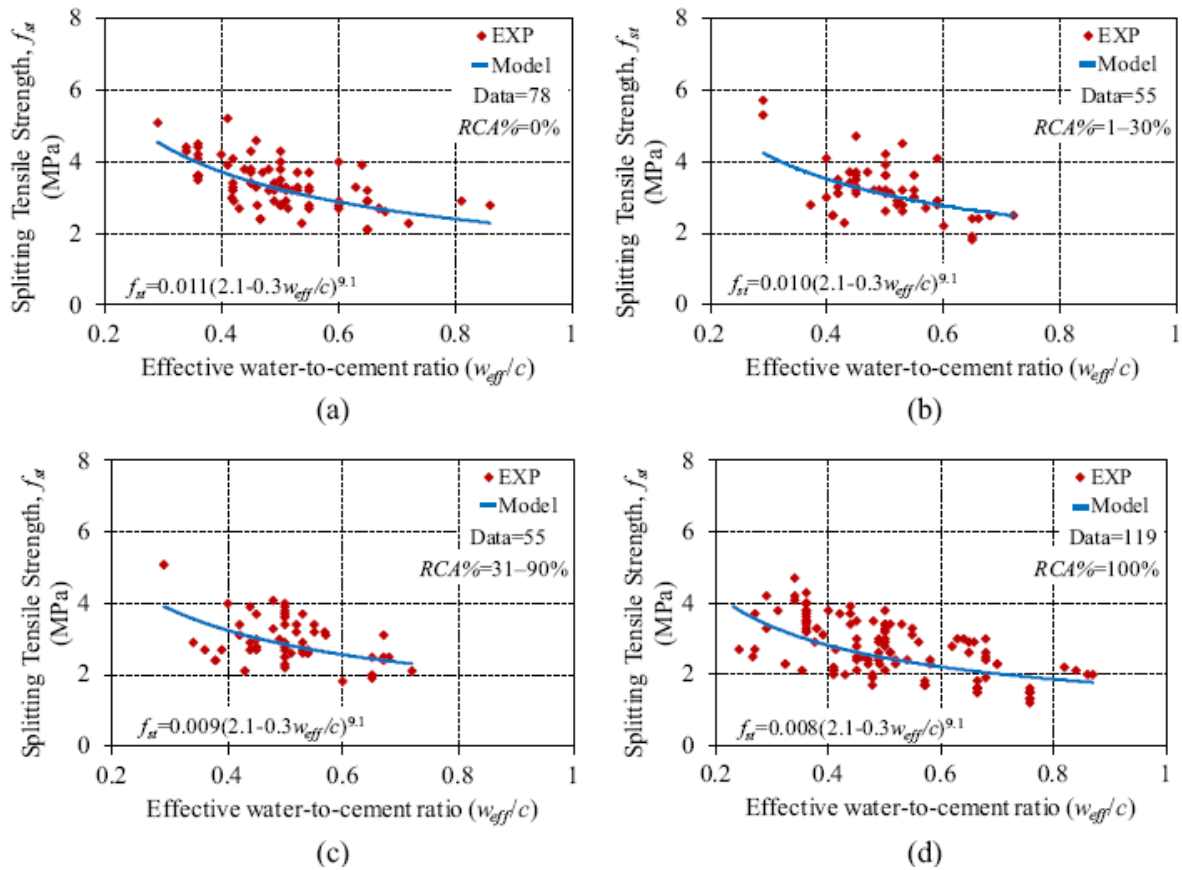 8
6
4
2
0
Splitting Tensile Strength, fst
(MPa)
EXP
Model
Data=78
RCA%=0%
fst=0.011(2.1-0.3weff/c)9.1
0.2 0.4 0.6 0.8 1
Effective water-to-cement ratio (weff/c)
(a)
8
6
4
2
0
Splitting Tensile Strength, fst
(MPa)
EXP
Model
Data=55
RCA%=1–30%
fst=0.010(2.1-0.3weff/c)9.1
0.2 0.4 0.6 0.8 1
Effective water-to-cement ratio (weff/c)
(b)
8
6
4
2
0
Splitting Tensile Strength, fst
(MPa)
EXP
Model
Data=55
RCA%=31–90%
fst=0.009(2.1-0.3weff/c)9.1
0.2 0.4 0.6 0.8 1
Effective water-to-cement ratio (weff/c)
(c)
8
6
4
2
0
Splitting Tensile Strength, fst
(MPa)
EXP
Model
Data=119
RCA%=100%
fst=0.008(2.1-0.3weff/c)9.1
0.2 0.4 0.6 0.8 1
Effective water-to-cement ratio (weff/c)
(d)